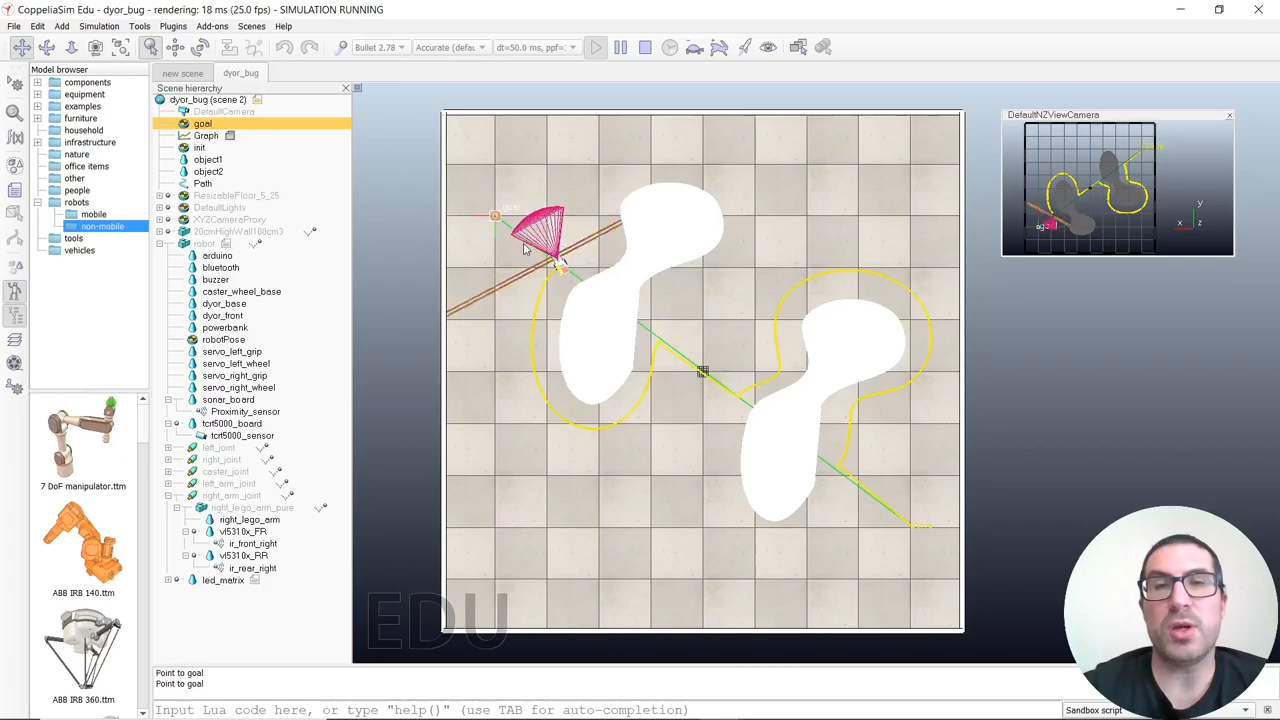 CoppeliaSim Edu - dyor_bug - rendering: 18 ms (25.0 fps) - SIMULATION RUNNING
File Edit Add Simulation Tools Plugins Add-ons Scenes Help
Bullet 2.78 Accurate (defau dt=50.0 ms, ppf=
Model browser
components
equipment
examples
furniture
household
infrastructure
nature
office items
other
people
robots
mobile
non-mobile
tools
vehicles
7 DoF manipulator.ttm
ABB IRB 140.ttm
ABB IRB 360.ttm
new scene dyor_bug
Scene hierarchy
dyor_bug (scene 2)
DefaultCamera
goal
Graph
init
object1
object2
Path
ResizableFloor_5_25
DefaultLights
XYZCameraProxy
20cmHighWall100cm3
robot
arduino
bluetooth
buzzer
caster_wheel_base
dyor_base
dyor_front
powerbank
robotPose
servo_left_grip
servo_left_wheel
servo_right_grip
servo_right_wheel
sonar_board
Proximity_sensor
tcrt5000_board
tcrt5000_sensor
left_joint
right_joint
caster_joint
left_arm_joint
right_arm_joint
right_lego_arm_pure
right_lego_arm
vl5310x_FR
ir_front_right
vl5310x_RR
ir_rear_right
led_matrix
goal
EDU
DefaultNZViewCamera
y
x
z
Point to goal
Point to goal
Input Lua code here, or type "help()" (use TAB for auto-completion)
Sandbox script